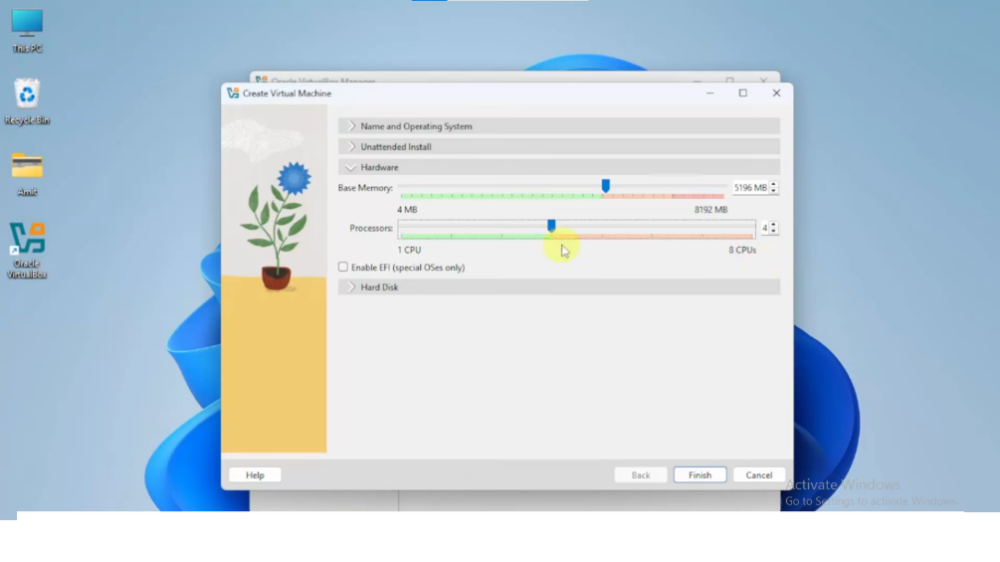 This PC
Recycle Bin
Amit
Oracle
VirtualBox
Oracle VirtualBox Manager
Create Virtual Machine
Name and Operating System
Unattended Install
Hardware
Base Memory:
5196 MB
4 MB
8192 MB
Processors:
4
1 CPU
8 CPUs
Enable EFI (special OSes only)
Hard Disk
Help
Back
Finish
Cancel
Activate Windows
Go to Settings to activate Windows.